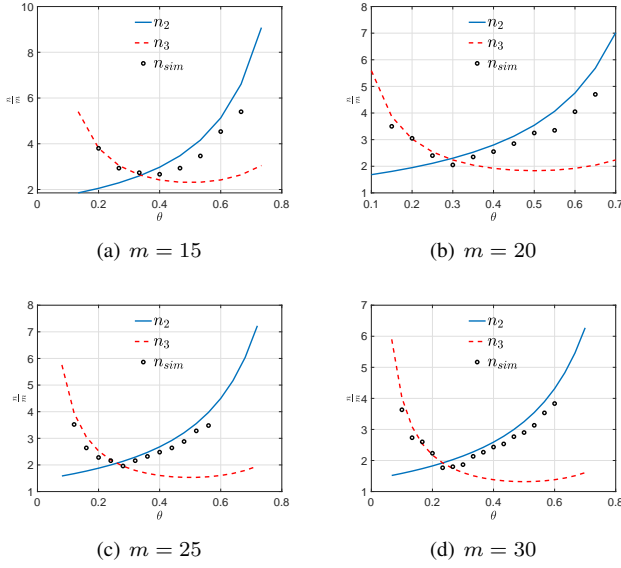 10
8
6
4
2
0 0.2 0.4 0.6 0.8
n/m
θ
n₂
n₃
nₛᵢₘ
(a) m = 15
8
7
6
5
4
3
2
1
0.1 0.2 0.3 0.4 0.5 0.6 0.7
n/m
θ
n₂
n₃
nₛᵢₘ
(b) m = 20
8
7
6
5
4
3
2
1
0 0.2 0.4 0.6 0.8
n/m
θ
n₂
n₃
nₛᵢₘ
(c) m = 25
7
6
5
4
3
2
1
0 0.2 0.4 0.6 0.8
n/m
θ
n₂
n₃
nₛᵢₘ
(d) m = 30